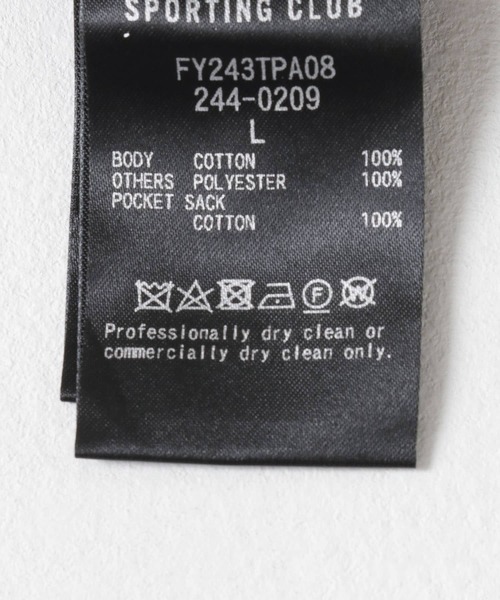 SPORTING CLUB
FY243TPA08
244-0209
L
BODY COTTON 100%
OTHERS POLYESTER 100%
POCKET SACK
COTTON 100%
F W
Professionally dry clean or
commercially dry clean only.